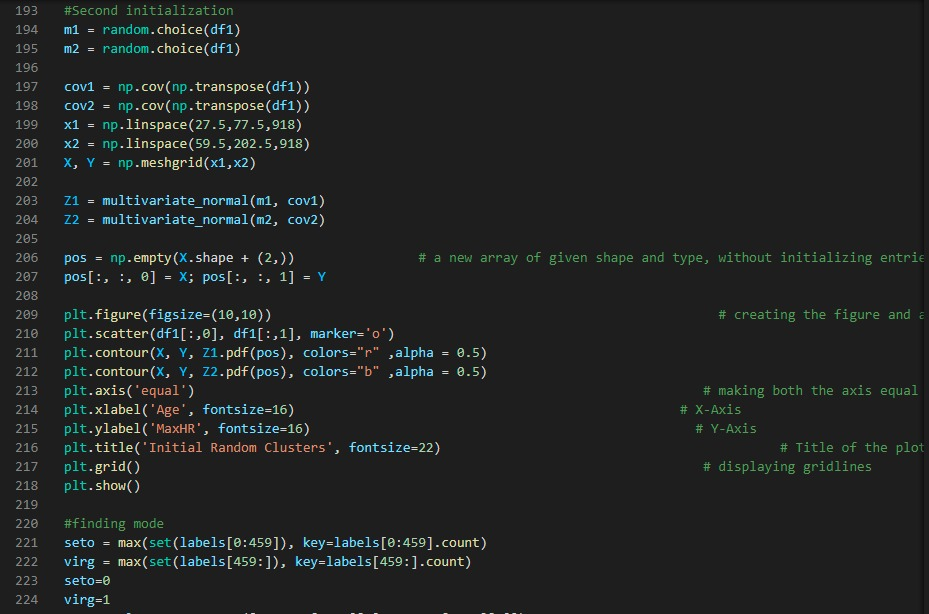 193 #Second initialization
194 m1 = random.choice(df1)
195 m2 = random.choice(df1)
196
197 cov1 = np.cov(np.transpose(df1))
198 cov2 = np.cov(np.transpose(df1))
199 x1 = np.linspace(27.5,77.5,918)
200 x2 = np.linspace(59.5,202.5,918)
201 X, Y = np.meshgrid(x1,x2)
202
203 Z1 = multivariate_normal(m1, cov1)
204 Z2 = multivariate_normal(m2, cov2)
205
206 pos = np.empty(X.shape + (2,)) # a new array of given shape and type, without initializing entrie
207 pos[:, :, 0] = X; pos[:, :, 1] = Y
208
209 plt.figure(figsize=(10,10)) # creating the figure and a
210 plt.scatter(df1[:,0], df1[:,1], marker='o')
211 plt.contour(X, Y, Z1.pdf(pos), colors="r" ,alpha = 0.5)
212 plt.contour(X, Y, Z2.pdf(pos), colors="b" ,alpha = 0.5)
213 plt.axis('equal') # making both the axis equal
214 plt.xlabel('Age', fontsize=16) # X-Axis
215 plt.ylabel('MaxHR', fontsize=16) # Y-Axis
216 plt.title('Initial Random Clusters', fontsize=22) # Title of the plot
217 plt.grid() # displaying gridlines
218 plt.show()
219
220 #finding mode
221 seto = max(set(labels[0:459]), key=labels[0:459].count)
222 virg = max(set(labels[459:]), key=labels[459:].count)
223 seto=0
224 virg=1